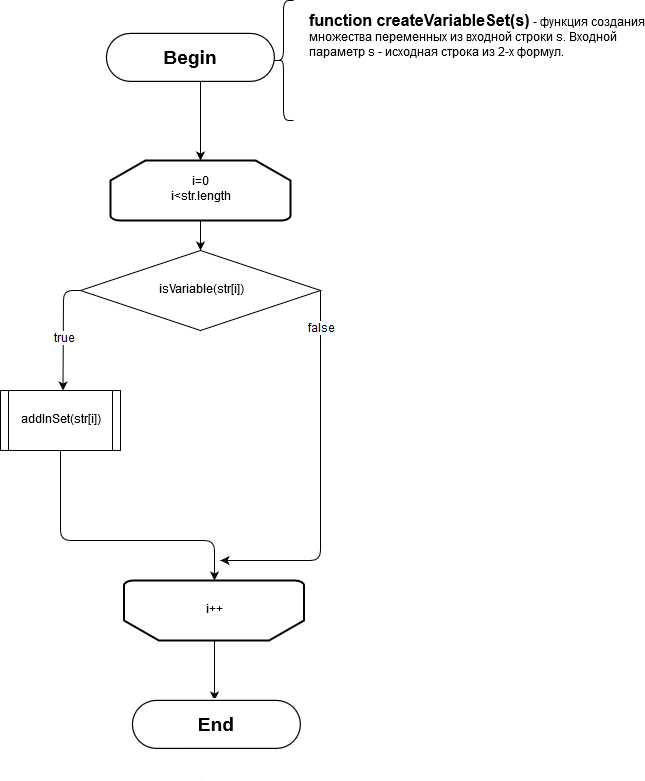 function createVariableSet(s) - функция создания
множества переменных из входной строки s. Входной
параметр s - исходная строка из 2-х формул.
Begin
i=0
i<str.length
isVariable(str[i])
true
false
addInSet(str[i])
i++
End